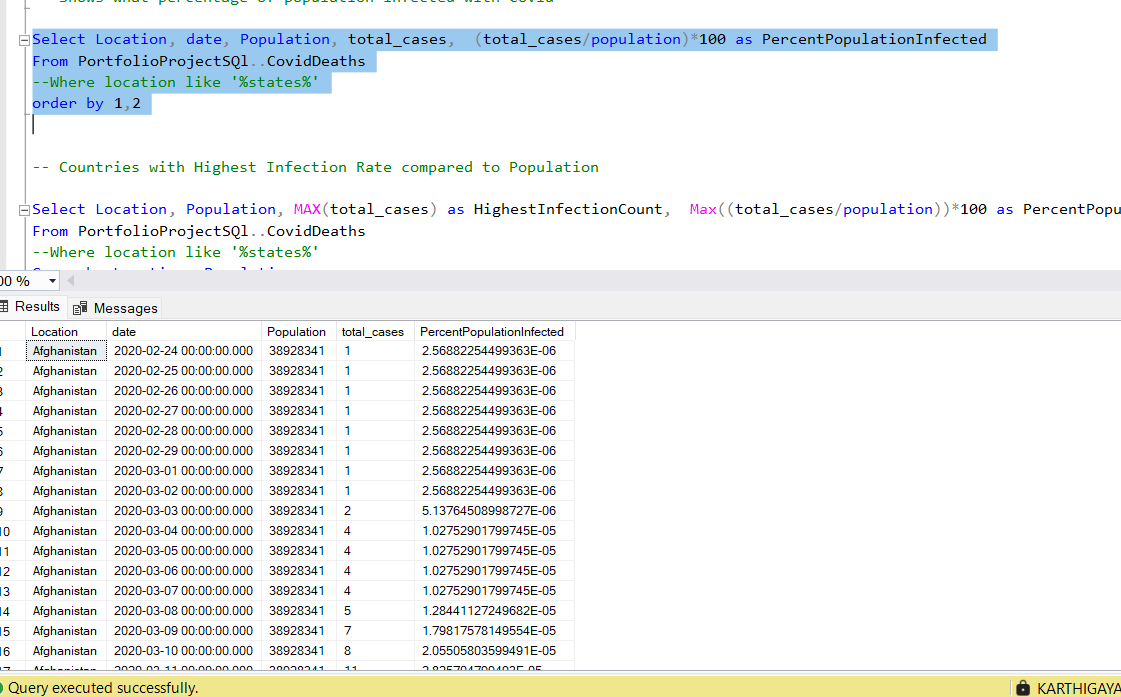 Shows what percentage of population infected with Covid
Select Location, date, Population, total_cases, (total_cases/population)*100 as PercentPopulationInfected
From PortfolioProjectSQl..CovidDeaths
--Where location like '%states%'
order by 1,2
-- Countries with Highest Infection Rate compared to Population
Select Location, Population, MAX(total_cases) as HighestInfectionCount, Max((total_cases/population))*100 as PercentPopu
From PortfolioProjectSQl..CovidDeaths
--Where location like '%states%'
00 %
Results Messages
Location date Population total_cases PercentPopulationInfected
1 Afghanistan 2020-02-24 00:00:00.000 38928341 1 2.56882254499363E-06
2 Afghanistan 2020-02-25 00:00:00.000 38928341 1 2.56882254499363E-06
3 Afghanistan 2020-02-26 00:00:00.000 38928341 1 2.56882254499363E-06
4 Afghanistan 2020-02-27 00:00:00.000 38928341 1 2.56882254499363E-06
5 Afghanistan 2020-02-28 00:00:00.000 38928341 1 2.56882254499363E-06
6 Afghanistan 2020-02-29 00:00:00.000 38928341 1 2.56882254499363E-06
7 Afghanistan 2020-03-01 00:00:00.000 38928341 1 2.56882254499363E-06
8 Afghanistan 2020-03-02 00:00:00.000 38928341 1 2.56882254499363E-06
9 Afghanistan 2020-03-03 00:00:00.000 38928341 2 5.13764508998727E-06
10 Afghanistan 2020-03-04 00:00:00.000 38928341 4 1.02752901799745E-05
11 Afghanistan 2020-03-05 00:00:00.000 38928341 4 1.02752901799745E-05
12 Afghanistan 2020-03-06 00:00:00.000 38928341 4 1.02752901799745E-05
13 Afghanistan 2020-03-07 00:00:00.000 38928341 4 1.02752901799745E-05
14 Afghanistan 2020-03-08 00:00:00.000 38928341 5 1.28441127249682E-05
15 Afghanistan 2020-03-09 00:00:00.000 38928341 7 1.79817578149554E-05
16 Afghanistan 2020-03-10 00:00:00.000 38928341 8 2.05505803599491E-05
17 Afghanistan 2020-03-11 00:00:00.000 38928341 11
Query executed successfully. KARTHIGAYA